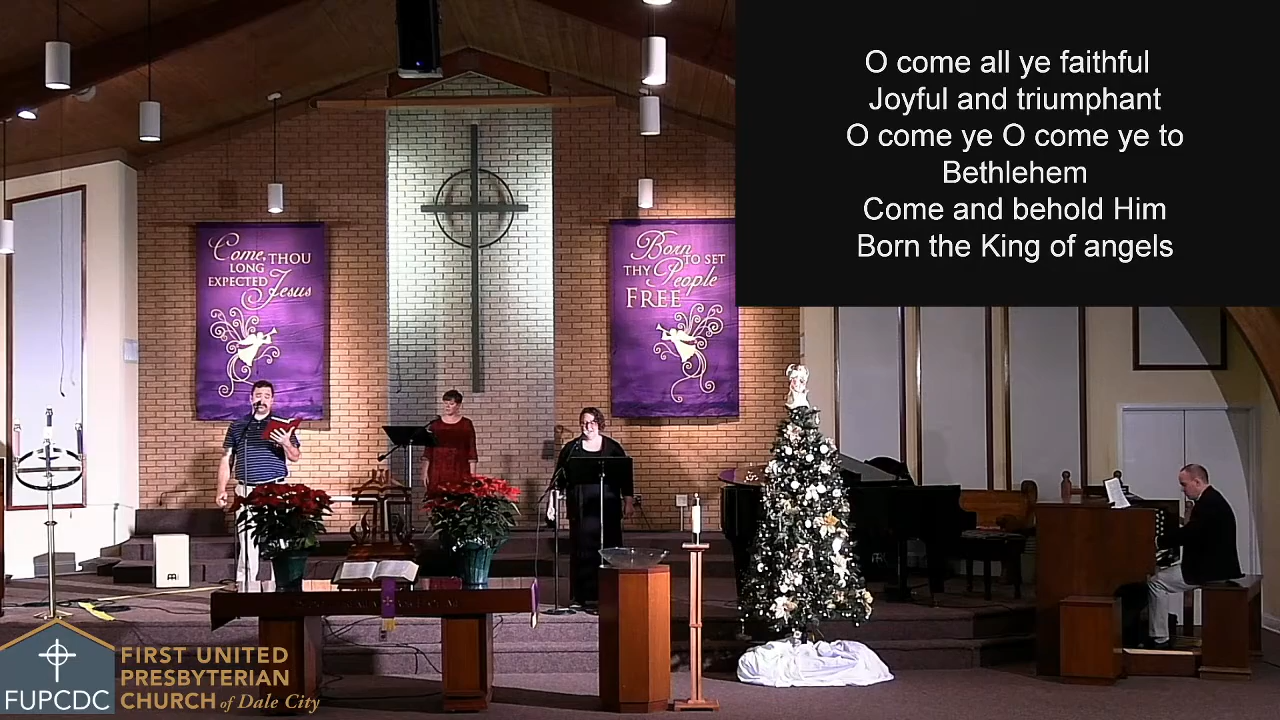 O come all ye faithful
Joyful and triumphant
O come ye O come ye to
Bethlehem
Come and behold Him
Born the King of angels
Come, THOU
LONG
EXPECTED
Jesus
Born
TO SET
THY People
FREE
FUPCDC
FIRST UNITED
PRESBYTERIAN
CHURCH of Dale City